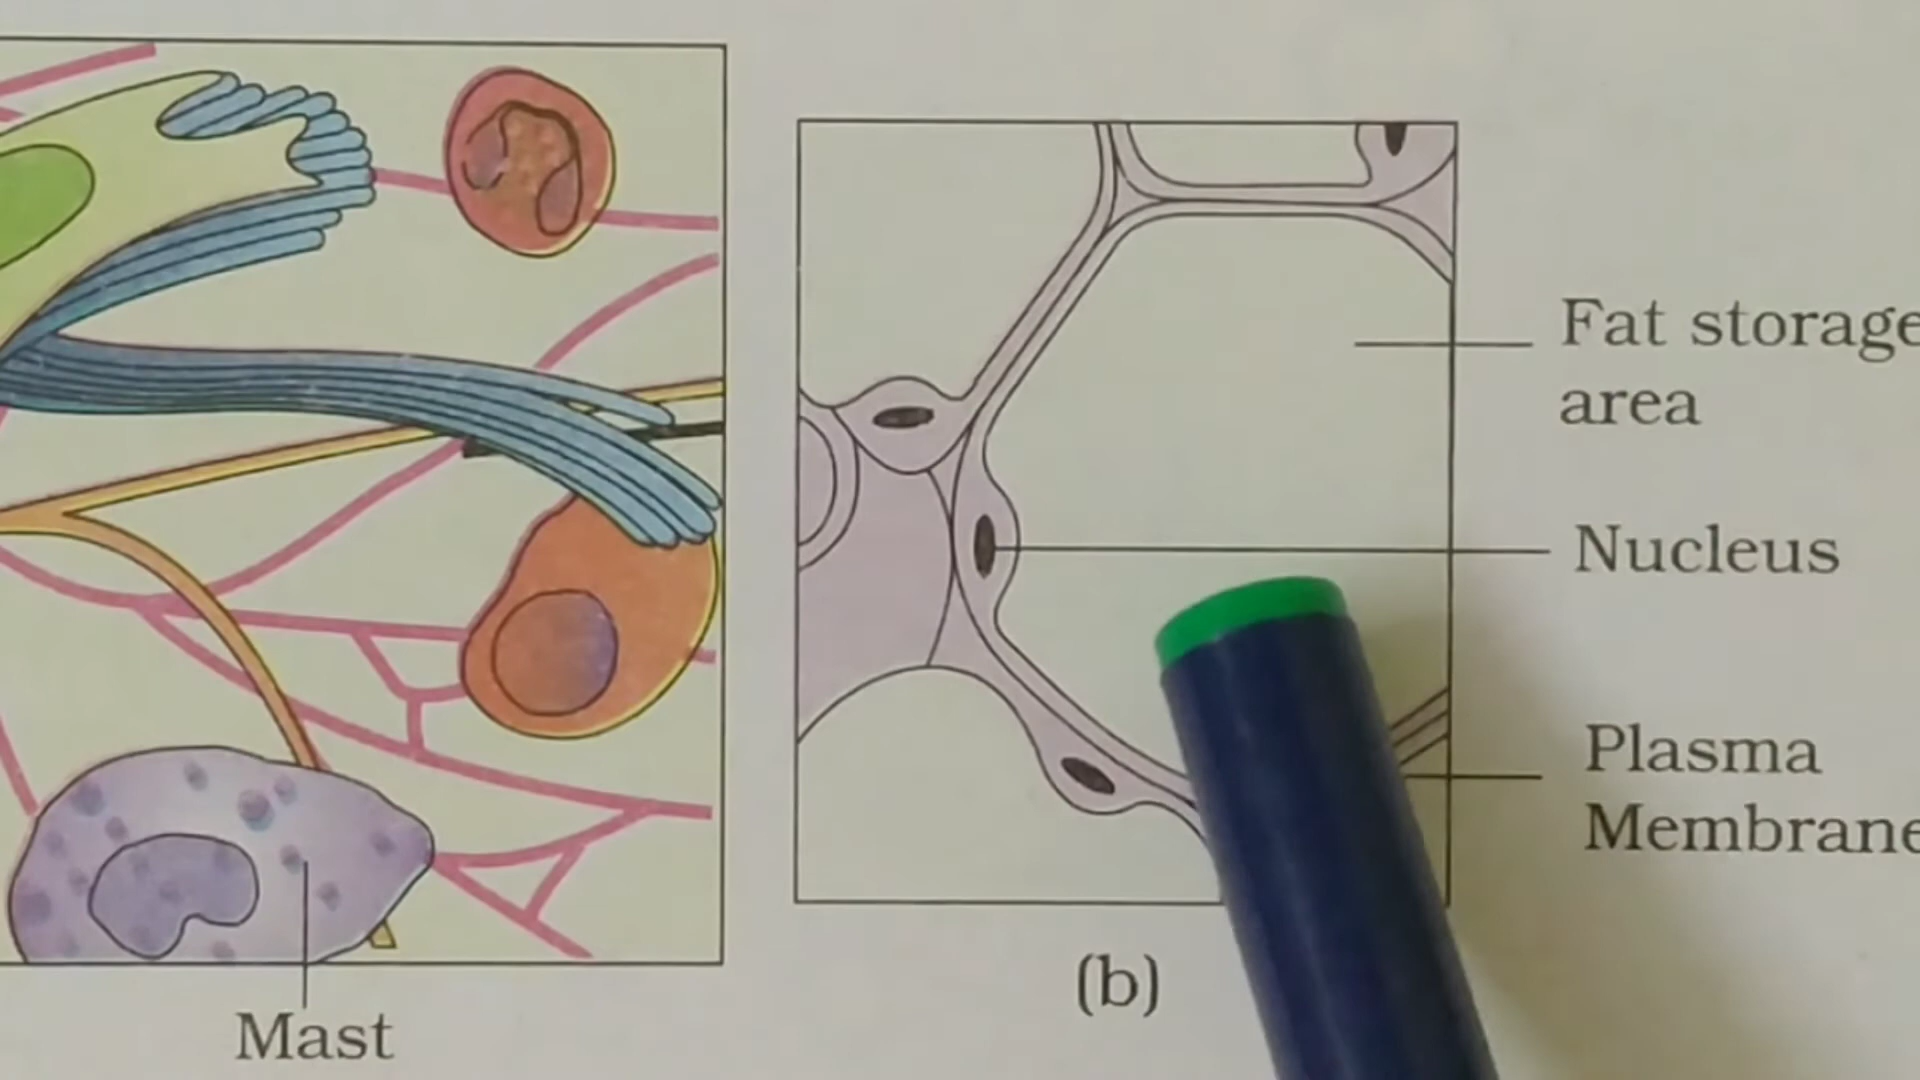 Fat storage
area
Nucleus
Plasma
Membrane
(b)
Mast